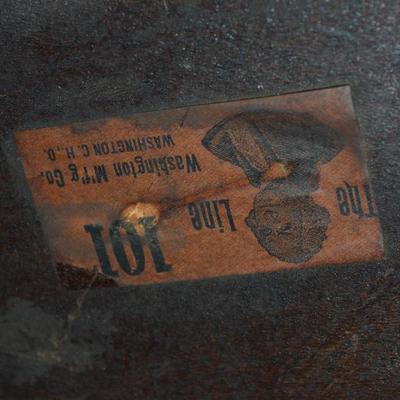 The Line
101
Washington M'f'g Co.
WASHINGTON C. H., O.